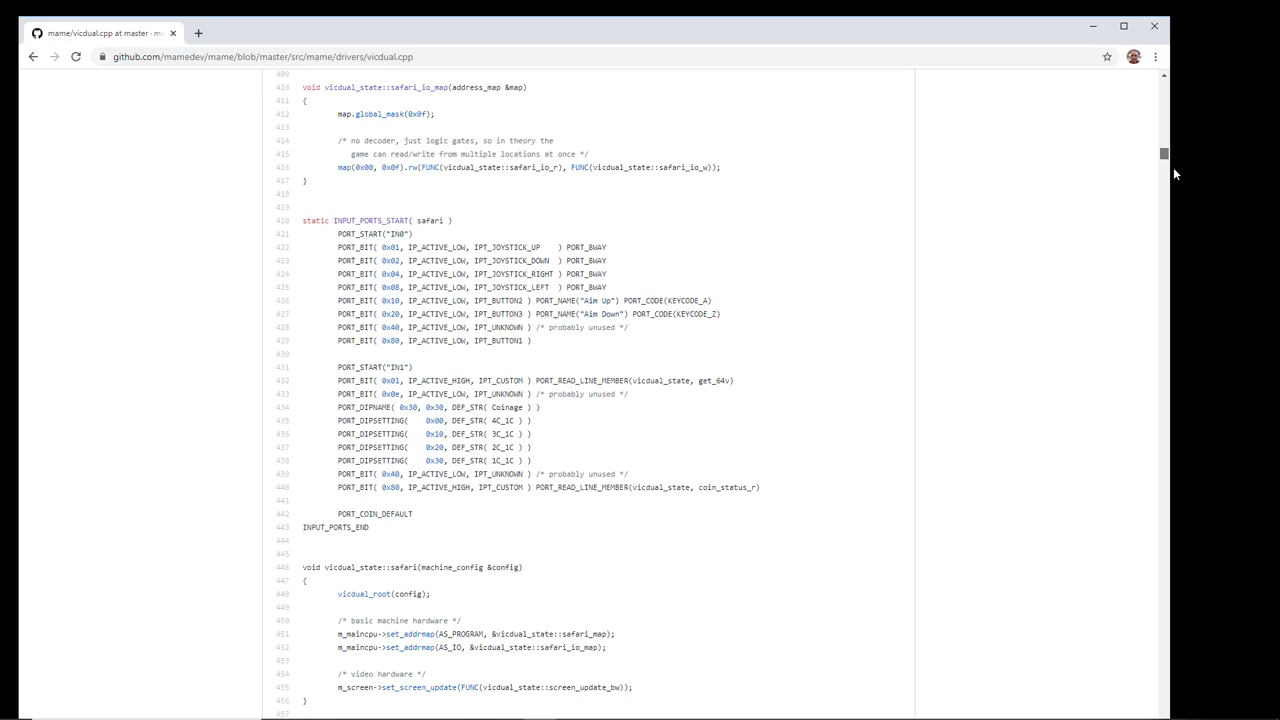 mame/vicdual.cpp at master · ma
github.com/mamedev/mame/blob/master/src/mame/drivers/vicdual.cpp
409
410 void vicdual_state::safari_io_map(address_map &map)
411 {
412 map.global_mask(0x0f);
413
414 /* no decoder, just logic gates, so in theory the
415 game can read/write from multiple locations at once */
416 map(0x00, 0x0f).rw(FUNC(vicdual_state::safari_io_r), FUNC(vicdual_state::safari_io_w));
417 }
418
419
420 static INPUT_PORTS_START( safari )
421 PORT_START("IN0")
422 PORT_BIT( 0x01, IP_ACTIVE_LOW, IPT_JOYSTICK_UP ) PORT_8WAY
423 PORT_BIT( 0x02, IP_ACTIVE_LOW, IPT_JOYSTICK_DOWN ) PORT_8WAY
424 PORT_BIT( 0x04, IP_ACTIVE_LOW, IPT_JOYSTICK_RIGHT ) PORT_8WAY
425 PORT_BIT( 0x08, IP_ACTIVE_LOW, IPT_JOYSTICK_LEFT ) PORT_8WAY
426 PORT_BIT( 0x10, IP_ACTIVE_LOW, IPT_BUTTON2 ) PORT_NAME("Aim Up") PORT_CODE(KEYCODE_A)
427 PORT_BIT( 0x20, IP_ACTIVE_LOW, IPT_BUTTON3 ) PORT_NAME("Aim Down") PORT_CODE(KEYCODE_Z)
428 PORT_BIT( 0x40, IP_ACTIVE_LOW, IPT_UNKNOWN ) /* probably unused */
429 PORT_BIT( 0x80, IP_ACTIVE_LOW, IPT_BUTTON1 )
430
431 PORT_START("IN1")
432 PORT_BIT( 0x01, IP_ACTIVE_HIGH, IPT_CUSTOM ) PORT_READ_LINE_MEMBER(vicdual_state, get_64v)
433 PORT_BIT( 0x0e, IP_ACTIVE_LOW, IPT_UNKNOWN ) /* probably unused */
434 PORT_DIPNAME( 0x30, 0x30, DEF_STR( Coinage ) )
435 PORT_DIPSETTING( 0x00, DEF_STR( 4C_1C ) )
436 PORT_DIPSETTING( 0x10, DEF_STR( 3C_1C ) )
437 PORT_DIPSETTING( 0x20, DEF_STR( 2C_1C ) )
438 PORT_DIPSETTING( 0x30, DEF_STR( 1C_1C ) )
439 PORT_BIT( 0x40, IP_ACTIVE_LOW, IPT_UNKNOWN ) /* probably unused */
440 PORT_BIT( 0x80, IP_ACTIVE_HIGH, IPT_CUSTOM ) PORT_READ_LINE_MEMBER(vicdual_state, coin_status_r)
441
442 PORT_COIN_DEFAULT
443 INPUT_PORTS_END
444
445
446 void vicdual_state::safari(machine_config &config)
447 {
448 vicdual_root(config);
449
450 /* basic machine hardware */
451 m_maincpu->set_addrmap(AS_PROGRAM, &vicdual_state::safari_map);
452 m_maincpu->set_addrmap(AS_IO, &vicdual_state::safari_io_map);
453
454 /* video hardware */
455 m_screen->set_screen_update(FUNC(vicdual_state::screen_update_bw));
456 }
457